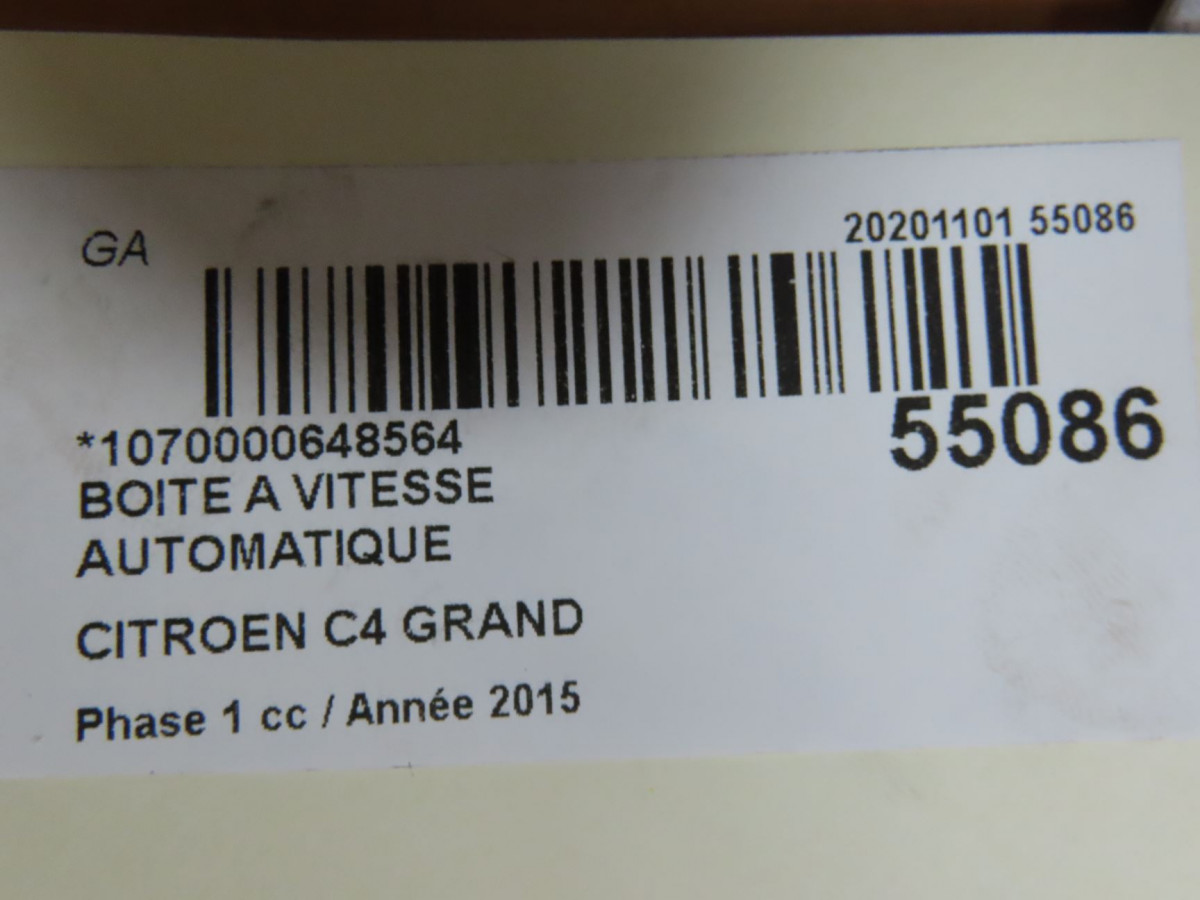 GA
20201101 55086
*1070000648564
55086
BOITE A VITESSE
AUTOMATIQUE
CITROEN C4 GRAND
Phase 1 cc / Année 2015